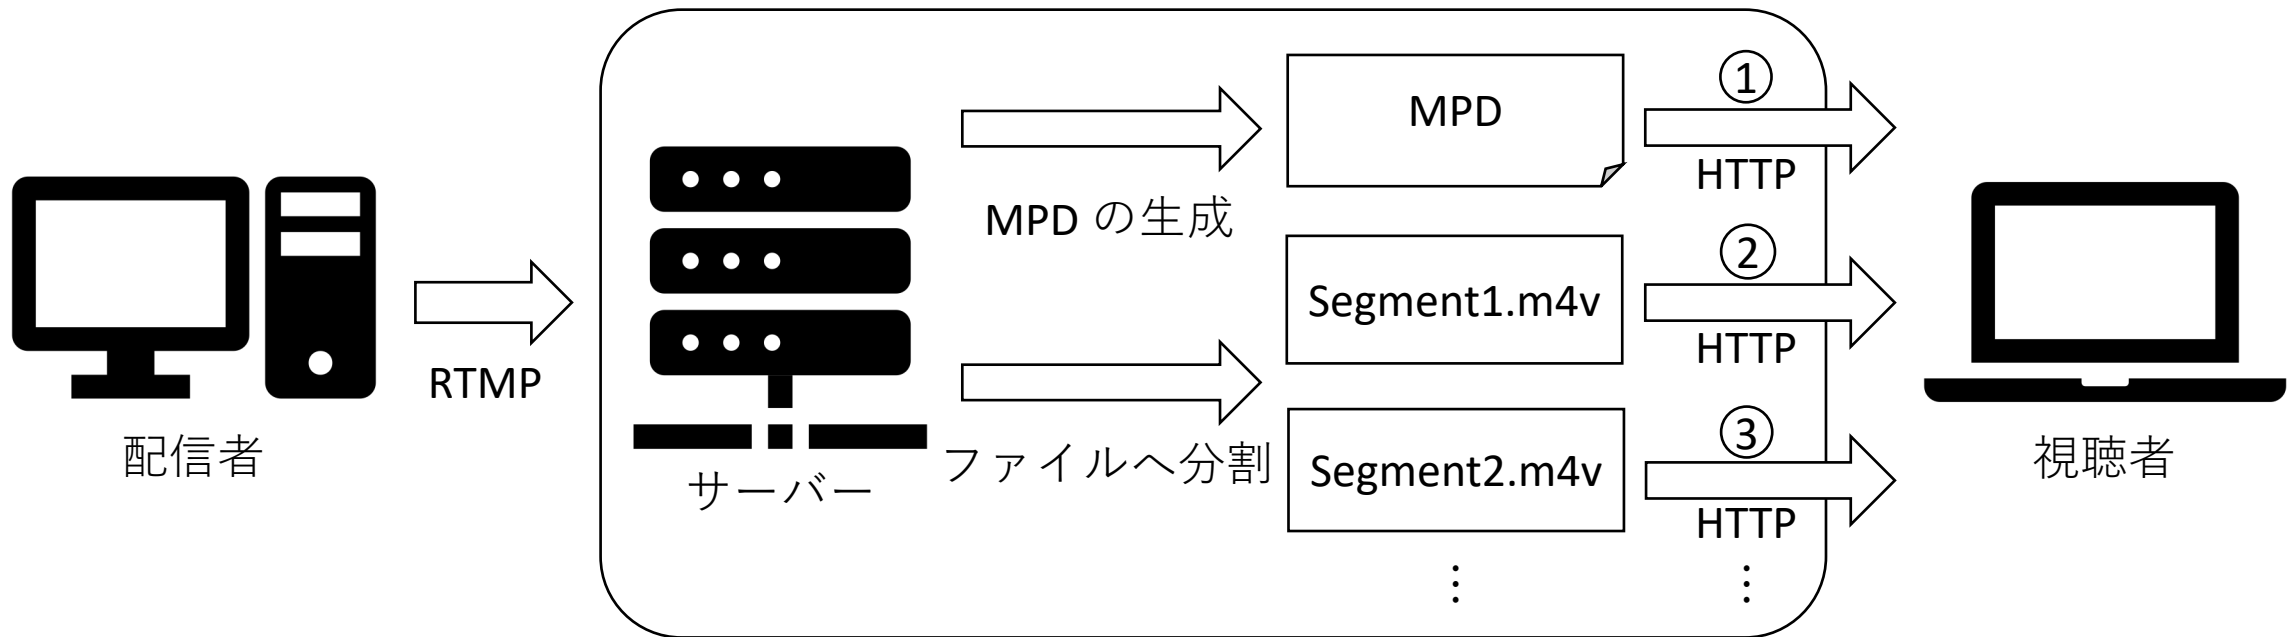 配信者
RTMP
サーバー
MPD の生成
ファイルへ分割
MPD
Segment1.m4v
Segment2.m4v
⋮
①
HTTP
②
HTTP
③
HTTP
⋮
視聴者